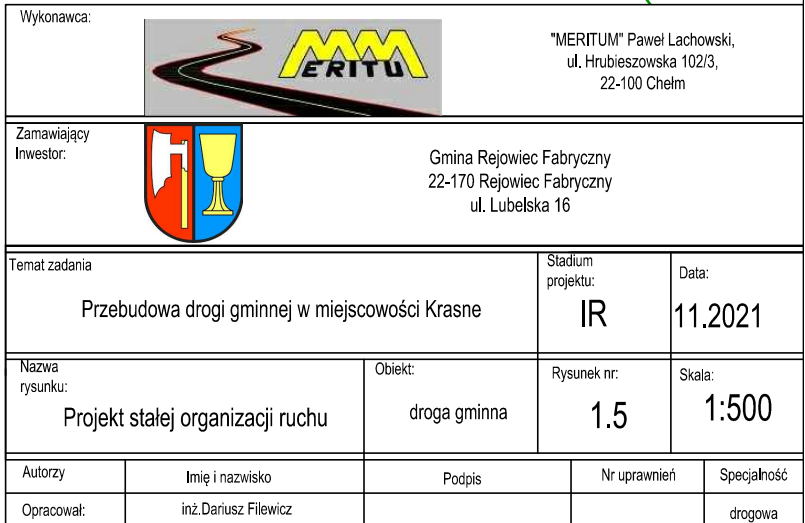 Wykonawca:
MM
ERITU
"MERITUM" Paweł Lachowski,
ul. Hrubieszowska 102/3,
22-100 Chełm
Zamawiający
Inwestor:
Gmina Rejowiec Fabryczny
22-170 Rejowiec Fabryczny
ul. Lubelska 16
Temat zadania
Przebudowa drogi gminnej w miejscowości Krasne
Stadium
projektu:
IR
Data:
11.2021
Nazwa
rysunku:
Projekt stałej organizacji ruchu
Obiekt:
droga gminna
Rysunek nr:
1.5
Skala:
1:500
Autorzy
Imię i nazwisko
Podpis
Nr uprawnień
Specjalność
Opracował:
inż.Dariusz Filewicz
drogowa